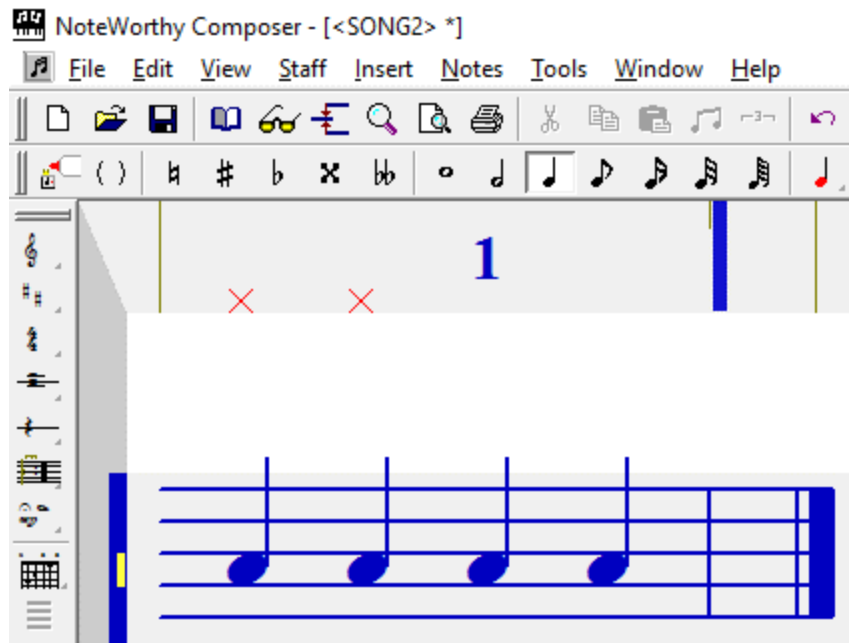 NoteWorthy Composer - [<SONG2> *]
File Edit View Staff Insert Notes Tools Window Help
1